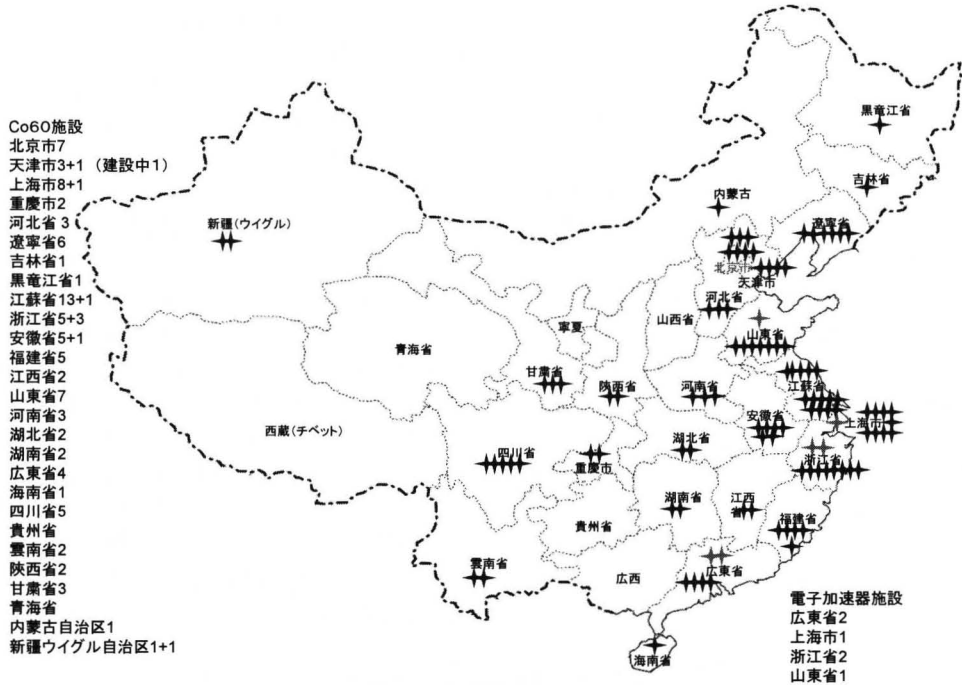 Co60施設
北京市7
天津市3+1 (建設中1)
上海市8+1
重慶市2
河北省 3
遼寧省6
吉林省1
黒竜江省1
江蘇省13+1
浙江省5+3
安徽省5+1
福建省5
江西省2
山東省7
河南省3
湖北省2
湖南省2
広東省4
海南省1
四川省5
貴州省
雲南省2
陝西省2
甘粛省3
青海省
内蒙古自治区1
新疆ウイグル自治区1+1
黒竜江省
吉林省
内蒙古
遼寧省
新疆(ウイグル)
北京市
天津市
河北省
山西省
寧夏
山東省
青海省
甘粛省
陝西省
河南省
江蘇省
安徽省
上海市
西蔵(チベット)
四川省
重慶市
湖北省
浙江省
湖南省
江西
省
貴州省
福建省
雲南省
広西
広東省
海南省
電子加速器施設
広東省2
上海市1
浙江省2
山東省1